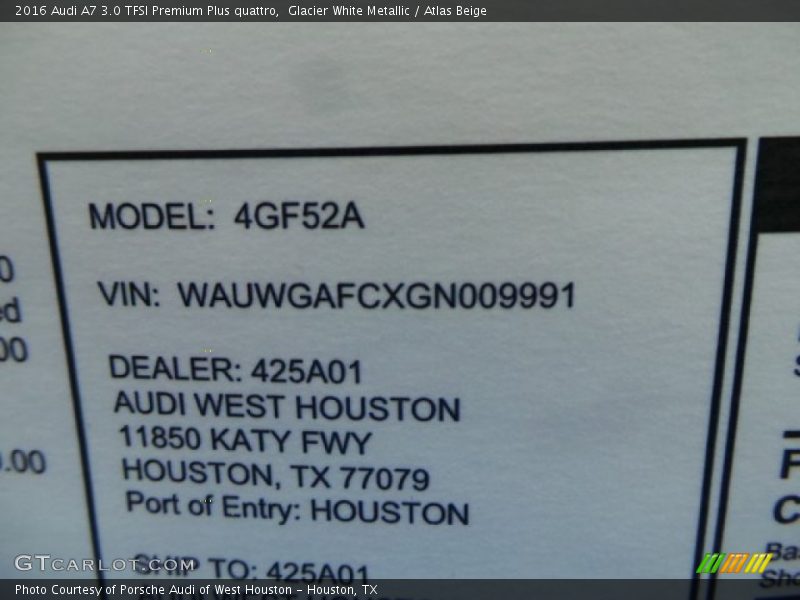 2016 Audi A7 3.0 TFSI Premium Plus quattro,  Glacier White Metallic / Atlas Beige
MODEL: 4GF52A
VIN: WAUWGAFCXGN009991
DEALER: 425A01
AUDI WEST HOUSTON
11850 KATY FWY
HOUSTON, TX 77079
Port of Entry: HOUSTON
SHIP TO: 425A01
GTCARLOT.COM
Photo Courtesy of Porsche Audi of West Houston – Houston, TX